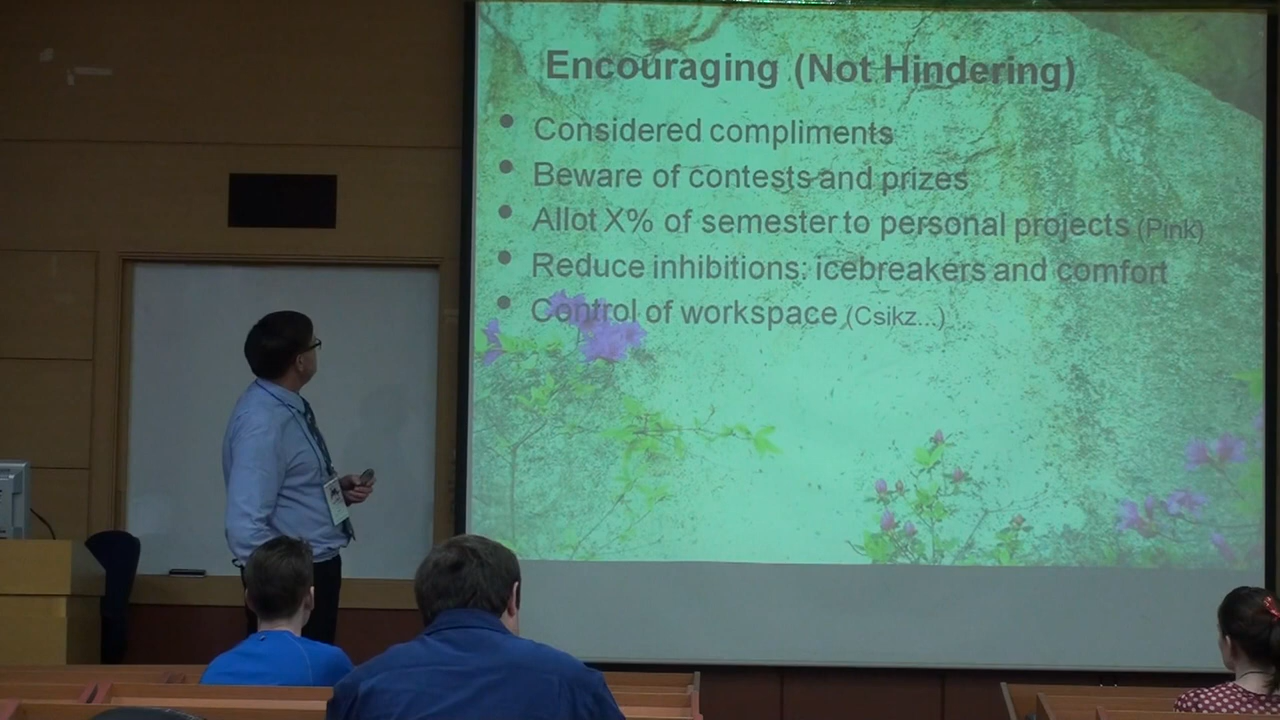 Encouraging (Not Hindering)
• Considered compliments
• Beware of contests and prizes
• Allot X% of semester to personal projects (Pink)
• Reduce inhibitions: icebreakers and comfort
• Control of workspace (Csikz...)